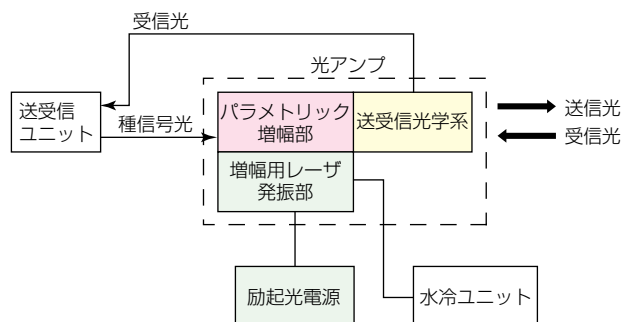 受信光
光アンプ
送受信
ユニット
種信号光
パラメトリック
増幅部
送受信光学系
送信光
受信光
増幅用レーザ
発振部
励起光電源
水冷ユニット